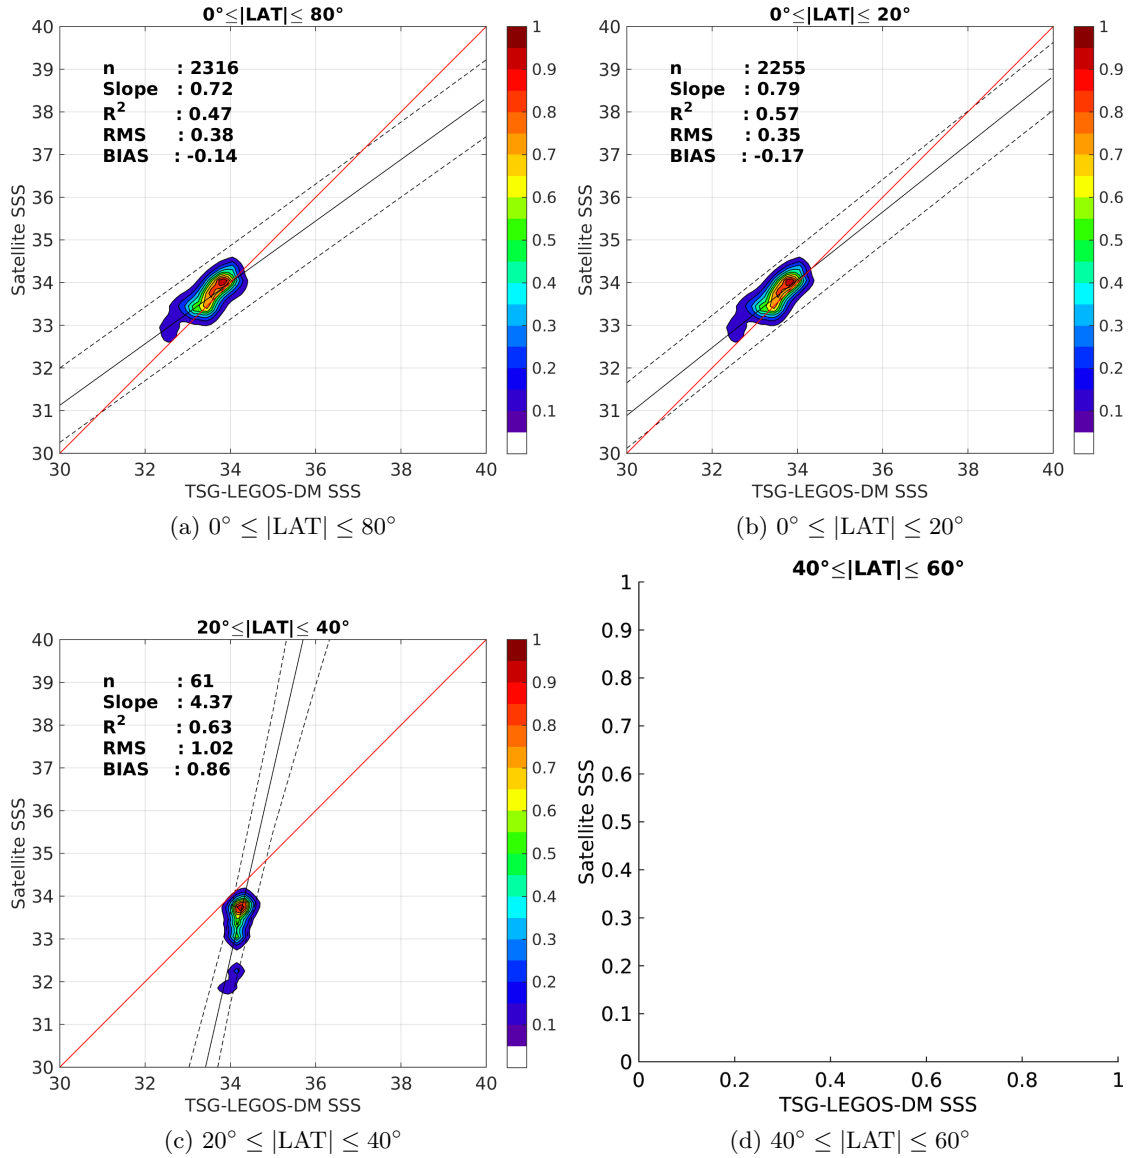 0°≤|LAT|≤ 80°
n : 2316
Slope : 0.72
R2 : 0.47
RMS : 0.38
BIAS : -0.14
Satellite SSS
40
39
38
37
36
35
34
33
32
31
30
30 32 34 36 38 40
TSG-LEGOS-DM SSS
1
0.9
0.8
0.7
0.6
0.5
0.4
0.3
0.2
0.1
(a) 0° ≤ |LAT| ≤ 80°
0°≤|LAT|≤ 20°
n : 2255
Slope : 0.79
R2 : 0.57
RMS : 0.35
BIAS : -0.17
Satellite SSS
40
39
38
37
36
35
34
33
32
31
30
30 32 34 36 38 40
TSG-LEGOS-DM SSS
1
0.9
0.8
0.7
0.6
0.5
0.4
0.3
0.2
0.1
(b) 0° ≤ |LAT| ≤ 20°
20°≤|LAT|≤ 40°
n : 61
Slope : 4.37
R2 : 0.63
RMS : 1.02
BIAS : 0.86
Satellite SSS
40
39
38
37
36
35
34
33
32
31
30
30 32 34 36 38 40
TSG-LEGOS-DM SSS
1
0.9
0.8
0.7
0.6
0.5
0.4
0.3
0.2
0.1
(c) 20° ≤ |LAT| ≤ 40°
40°≤|LAT|≤ 60°
Satellite SSS
1
0.9
0.8
0.7
0.6
0.5
0.4
0.3
0.2
0.1
0
0 0.2 0.4 0.6 0.8 1
TSG-LEGOS-DM SSS
(d) 40° ≤ |LAT| ≤ 60°